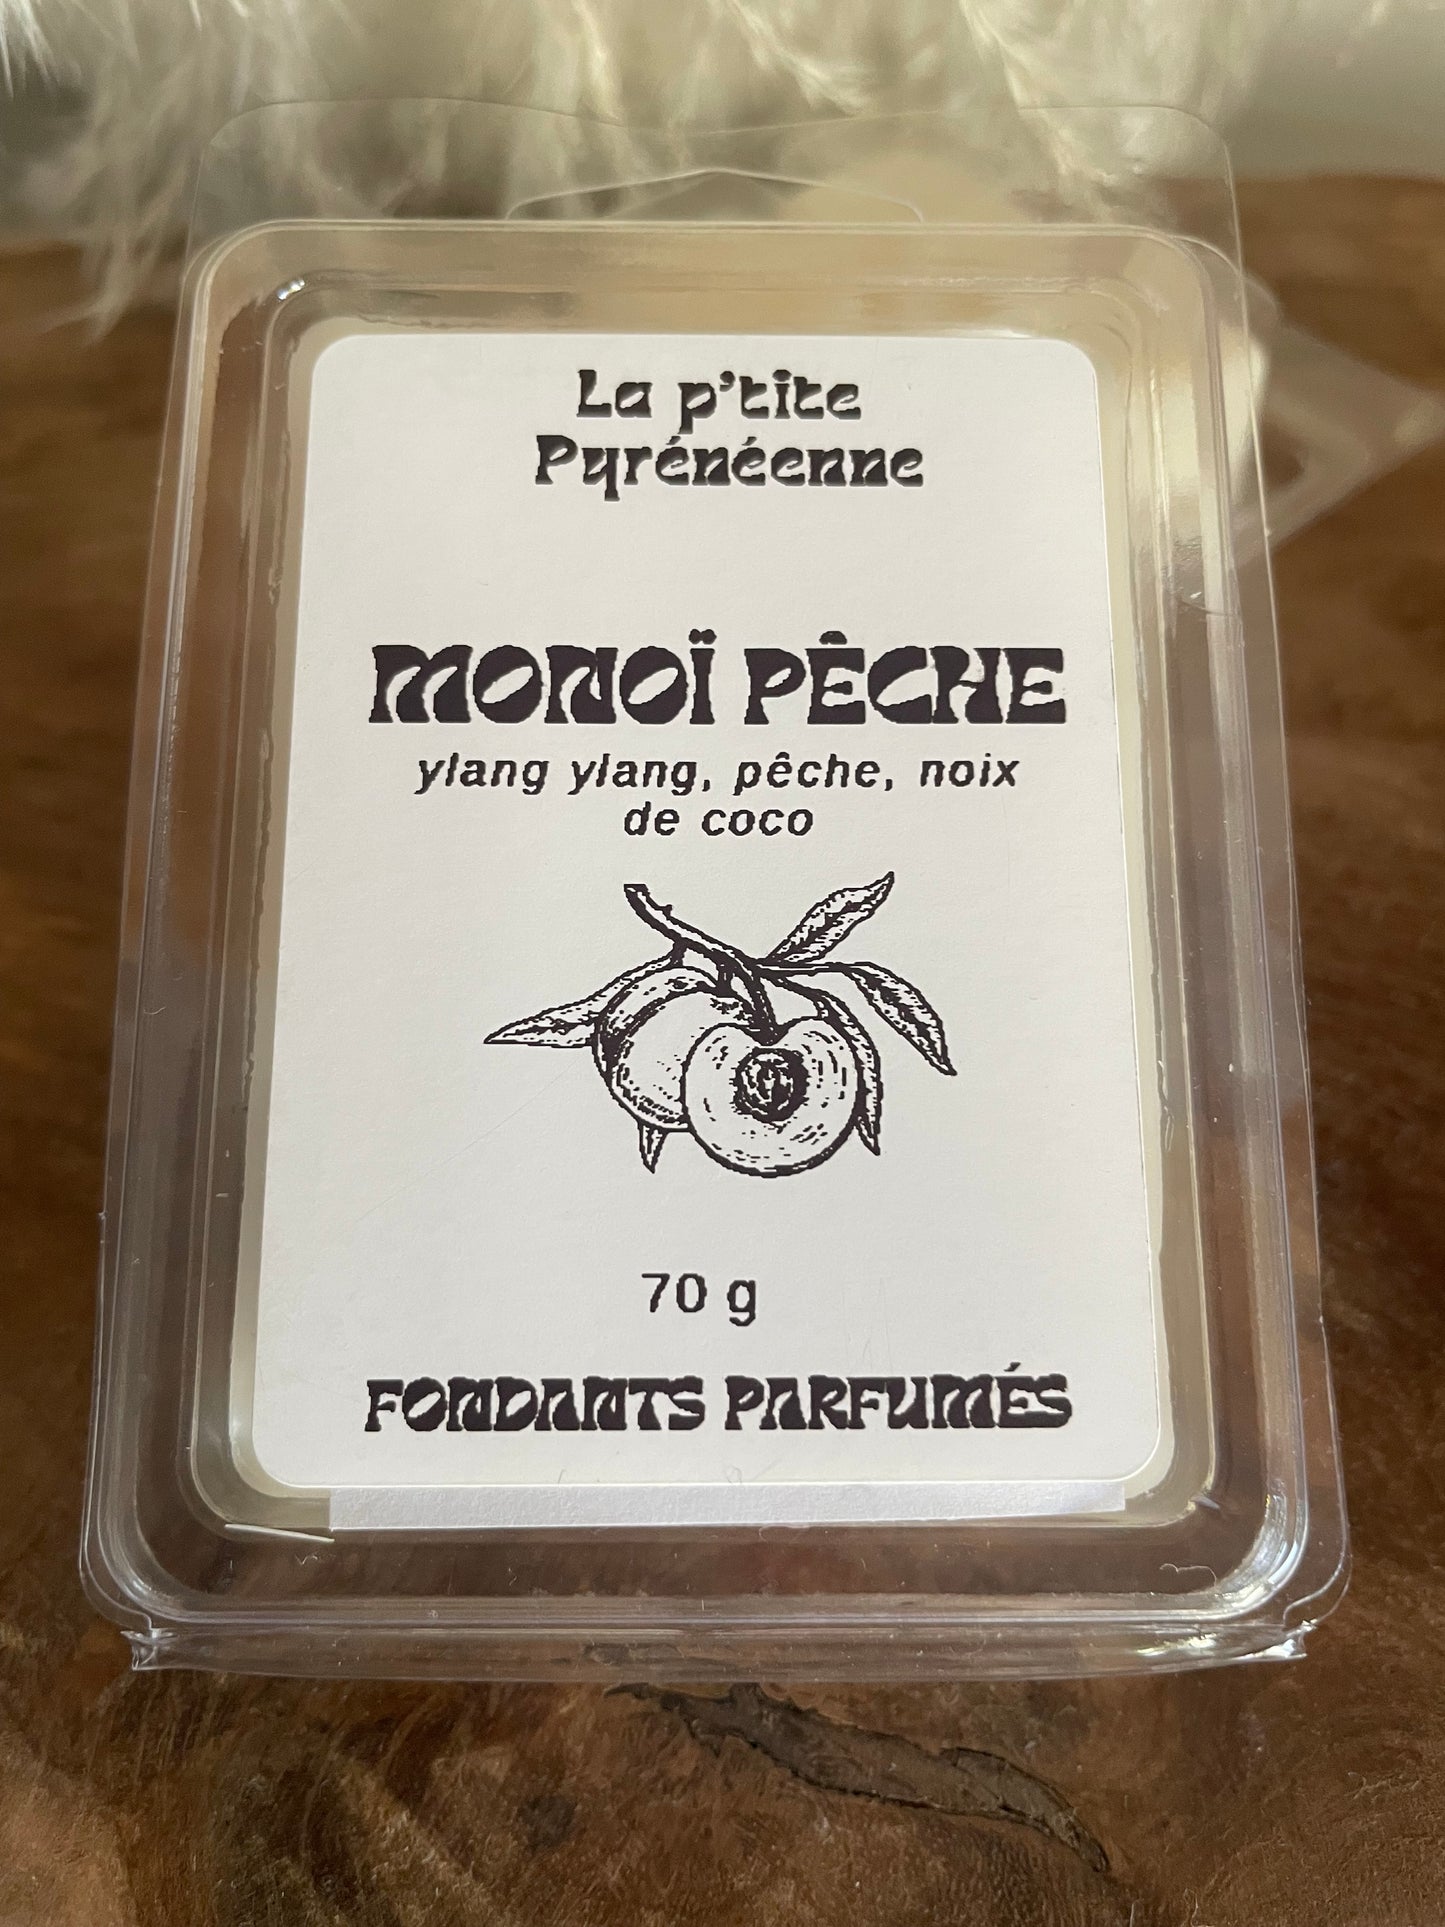 La p'tite
Pyrénéenne
MONOÏ PÊCHE
ylang ylang, pêche, noix
de coco
70 g
FONDANTS PARFUMÉS